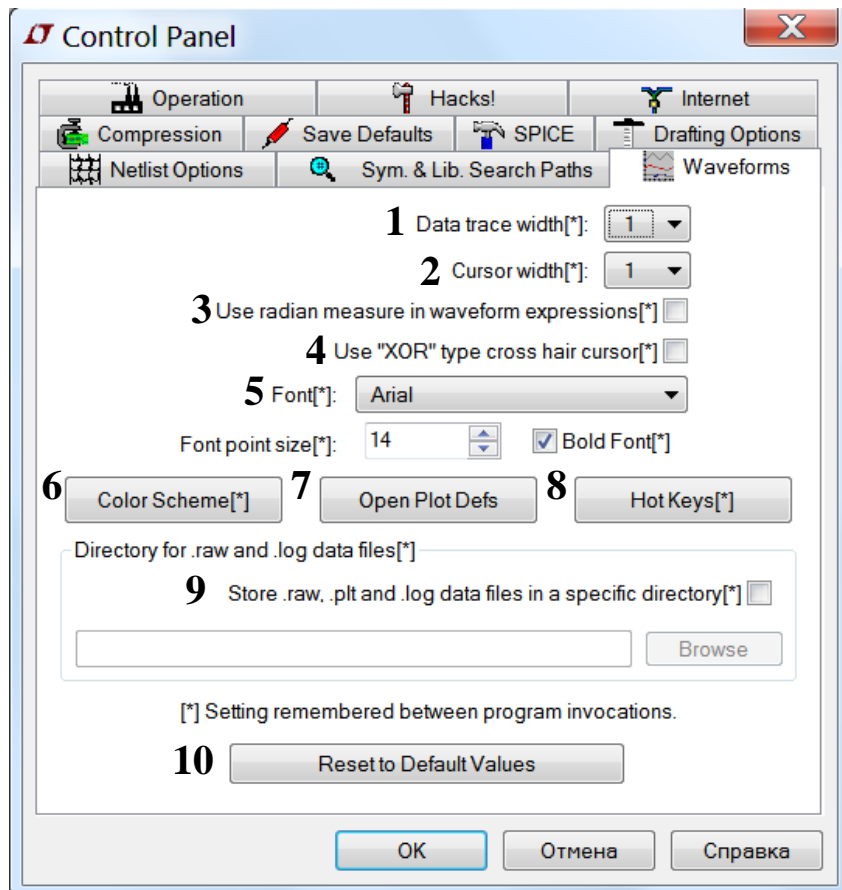 Control Panel
Operation Hacks! Internet
Compression Save Defaults SPICE Drafting Options
Netlist Options Sym. & Lib. Search Paths Waveforms
1 Data trace width[*]: 1
2 Cursor width[*]: 1
3 Use radian measure in waveform expressions[*]
4 Use "XOR" type cross hair cursor[*]
5 Font[*]: Arial
Font point size[*]: 14 Bold Font[*]
6 Color Scheme[*] 7 Open Plot Defs 8 Hot Keys[*]
Directory for .raw and .log data files[*]
9 Store .raw, .plt and .log data files in a specific directory[*]
Browse
[*] Setting remembered between program invocations.
10 Reset to Default Values
OK Отмена Справка